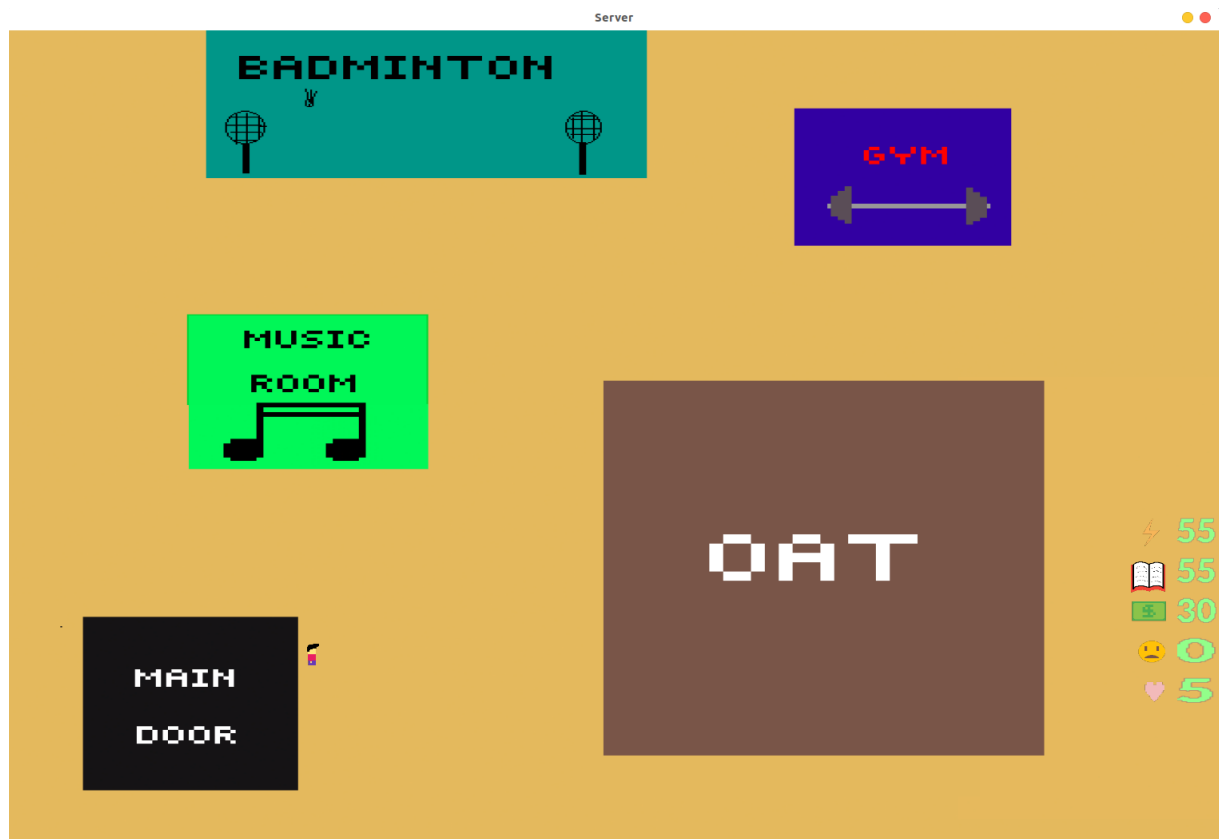 Server
BADMINTON
GYM
MUSIC
ROOM
OAT
55
55
$ 30
0
5
MAIN
DOOR